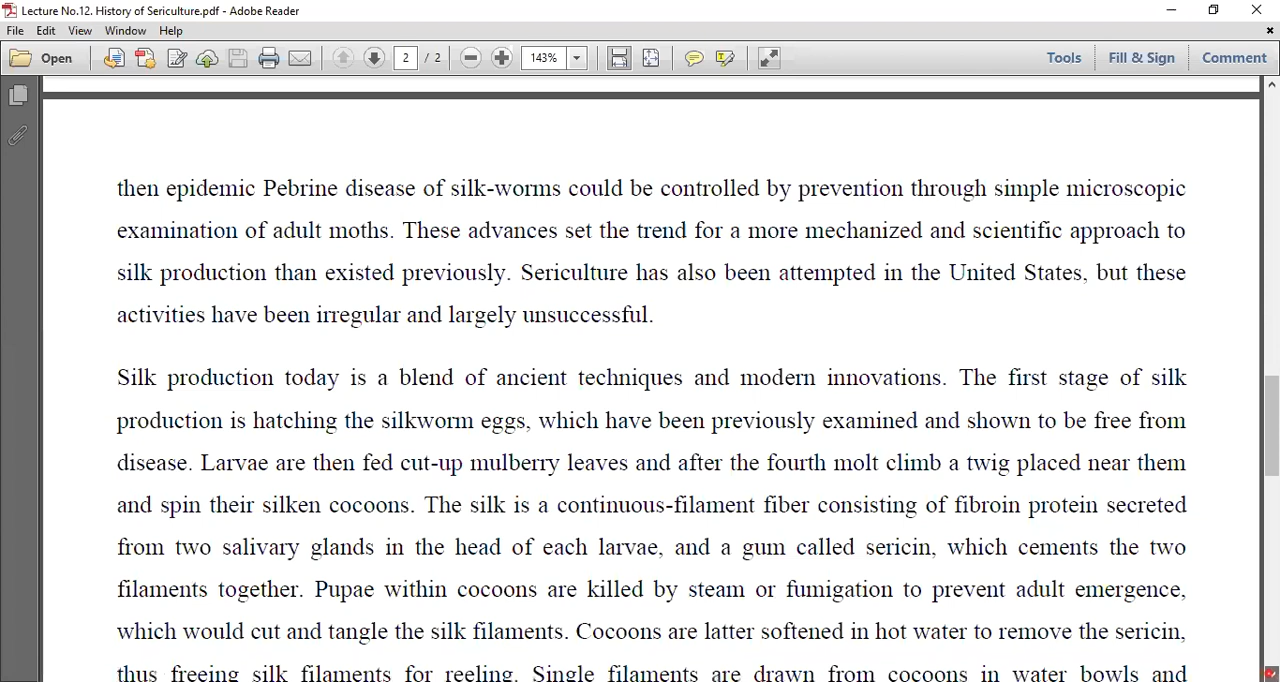 Lecture No.12. History of Sericulture.pdf - Adobe Reader
File Edit View Window Help
Open 2 / 2 143% Tools Fill & Sign Comment
then epidemic Pebrine disease of silk-worms could be controlled by prevention through simple microscopic
examination of adult moths. These advances set the trend for a more mechanized and scientific approach to
silk production than existed previously. Sericulture has also been attempted in the United States, but these
activities have been irregular and largely unsuccessful.
Silk production today is a blend of ancient techniques and modern innovations. The first stage of silk
production is hatching the silkworm eggs, which have been previously examined and shown to be free from
disease. Larvae are then fed cut-up mulberry leaves and after the fourth molt climb a twig placed near them
and spin their silken cocoons. The silk is a continuous-filament fiber consisting of fibroin protein secreted
from two salivary glands in the head of each larvae, and a gum called sericin, which cements the two
filaments together. Pupae within cocoons are killed by steam or fumigation to prevent adult emergence,
which would cut and tangle the silk filaments. Cocoons are latter softened in hot water to remove the sericin,
thus freeing silk filaments for reeling. Single filaments are drawn from cocoons in water bowls and